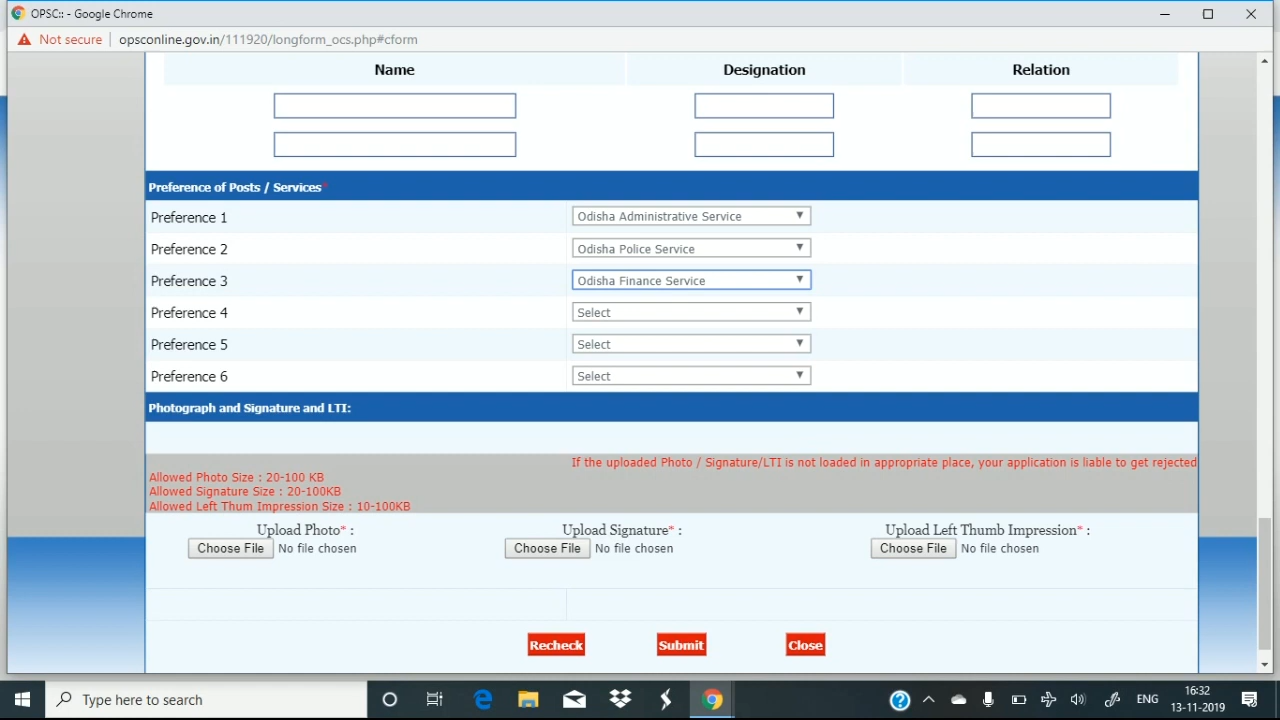 OPSC:: - Google Chrome
Not secure opsconline.gov.in/111920/longform_ocs.php#cform
Name Designation Relation
Preference of Posts / Services*
Preference 1 Odisha Administrative Service
Preference 2 Odisha Police Service
Preference 3 Odisha Finance Service
Preference 4 Select
Preference 5 Select
Preference 6 Select
Photograph and Signature and LTI:
If the uploaded Photo / Signature/LTI is not loaded in appropriate place, your application is liable to get rejected
Allowed Photo Size : 20-100 KB
Allowed Signature Size : 20-100KB
Allowed Left Thum Impression Size : 10-100KB
Upload Photo* : Upload Signature* : Upload Left Thumb Impression* :
Choose File No file chosen Choose File No file chosen Choose File No file chosen
Recheck Submit Close
Type here to search
ENG
16:32
13-11-2019